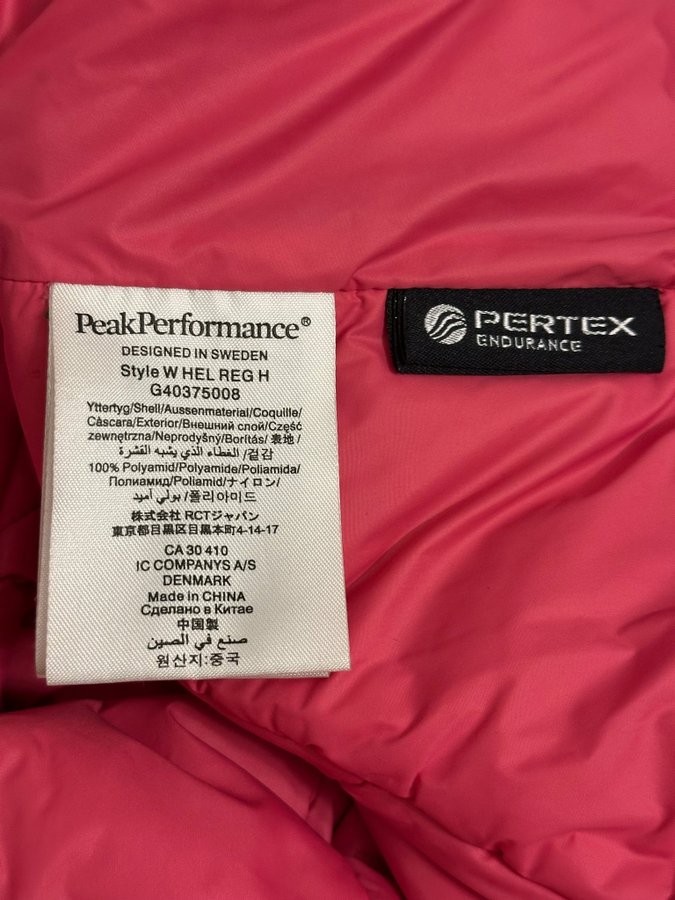 PeakPerformance®
DESIGNED IN SWEDEN
Style W HEL REG H
G40375008
Yttertyg/Shell/Aussenmaterial/Coquille/
Cáscara/Exterior/Внешний слой/Część
zewnętrzna/Neprodyšný/Borítás/表地/
الغطاء الذي يشبه القشرة/겉감
100% Polyamid/Polyamide/Poliamida/
Полиамид/Poliamid/ナイロン/
بولي أميد/폴리아미드
株式会社 RCTジャパン
東京都目黒区目黒本町4-14-17
CA 30 410
IC COMPANYS A/S
DENMARK
Made in CHINA
Сделано в Китае
中国製
صنع في الصين
원산지:중국
PERTEX
ENDURANCE